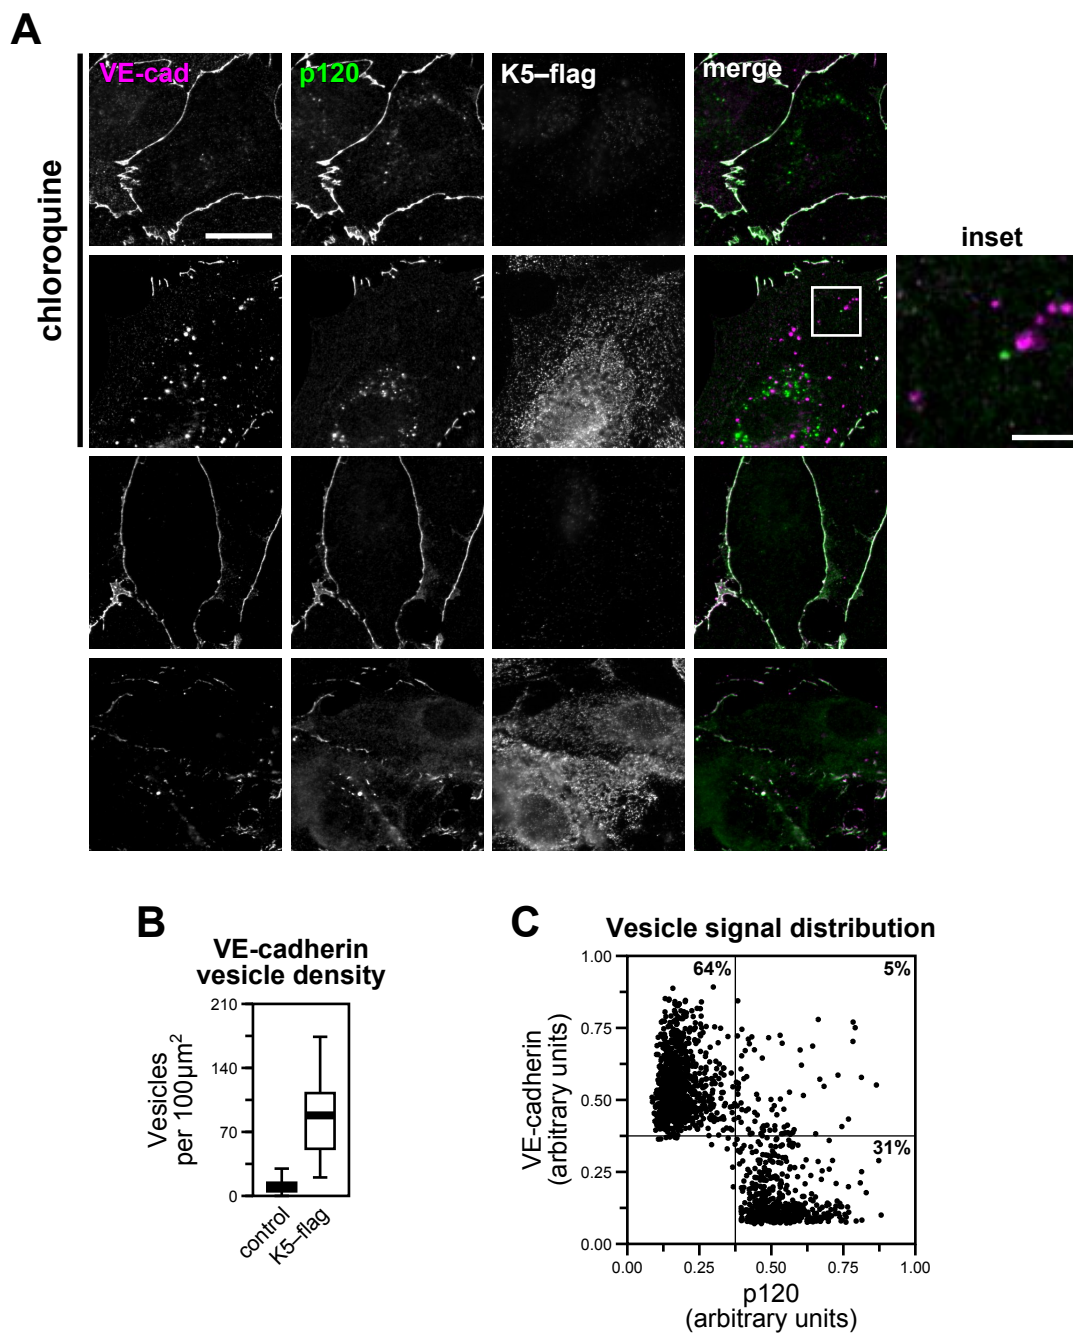 A
VE-cad
p120
K5–flag
merge
chloroquine
inset
B
VE-cadherin
vesicle density
210
140
70
0
Vesicles
per 100µm²
control
K5–flag
C
Vesicle signal distribution
1.00
0.75
0.50
0.25
0.00
VE-cadherin
(arbitrary units)
64%
5%
31%
0.00
0.25
0.50
0.75
1.00
p120
(arbitrary units)